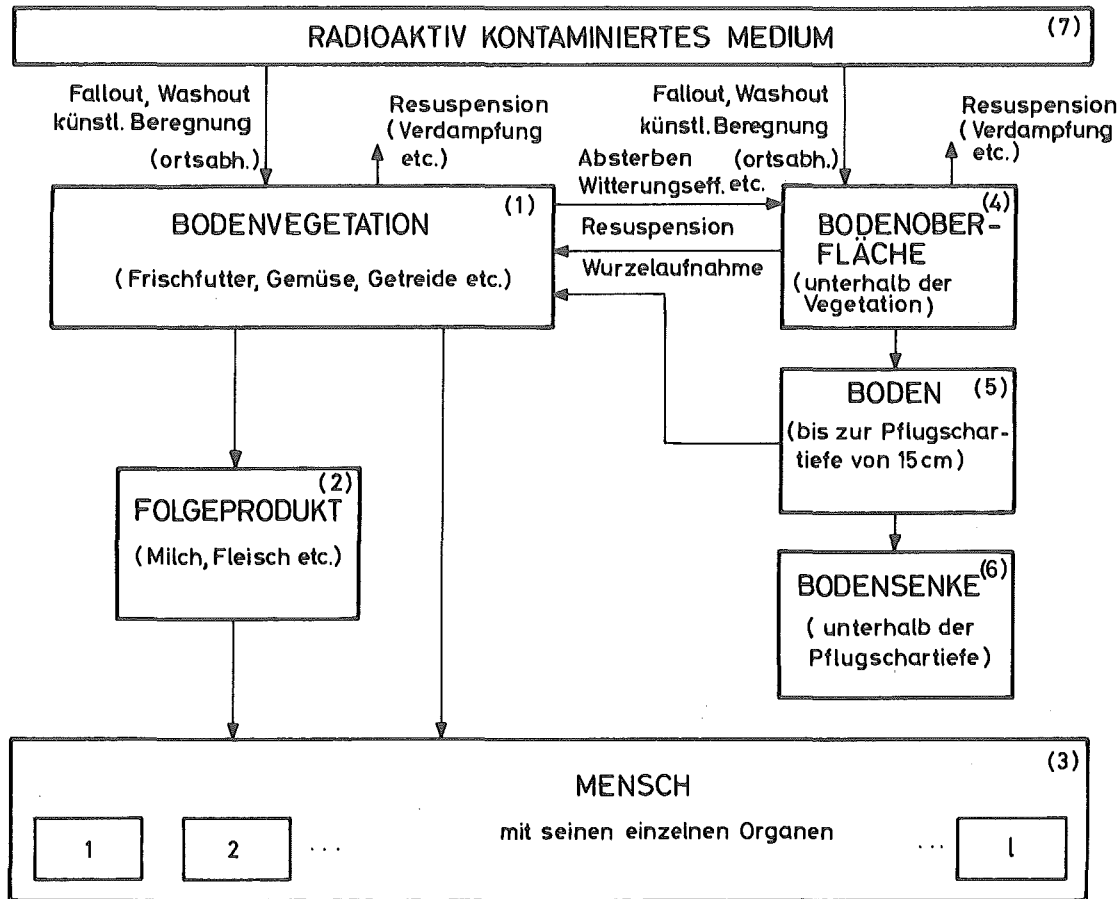 RADIOAKTIV KONTAMINIERTES MEDIUM
(7)
Fallout, Washout
künstl. Beregnung
(ortsabh.)
Resuspension
(Verdampfung
etc.)
Fallout, Washout
künstl. Beregnung
(ortsabh.)
Resuspension
(Verdampfung
etc.)
Absterben
Witterungseff. etc.
Resuspension
Wurzelaufnahme
(1)
BODENVEGETATION
(Frischfutter, Gemüse, Getreide etc.)
(4)
BODENOBER-
FLÄCHE
(unterhalb der
Vegetation)
BODEN (5)
(bis zur Pflugschar-
tiefe von 15 cm)
(2)
FOLGEPRODUKT
(Milch, Fleisch etc.)
BODENSENKE (6)
( unterhalb der
Pflugschartiefe)
(3)
MENSCH
mit seinen einzelnen Organen
1 2 ... ... l